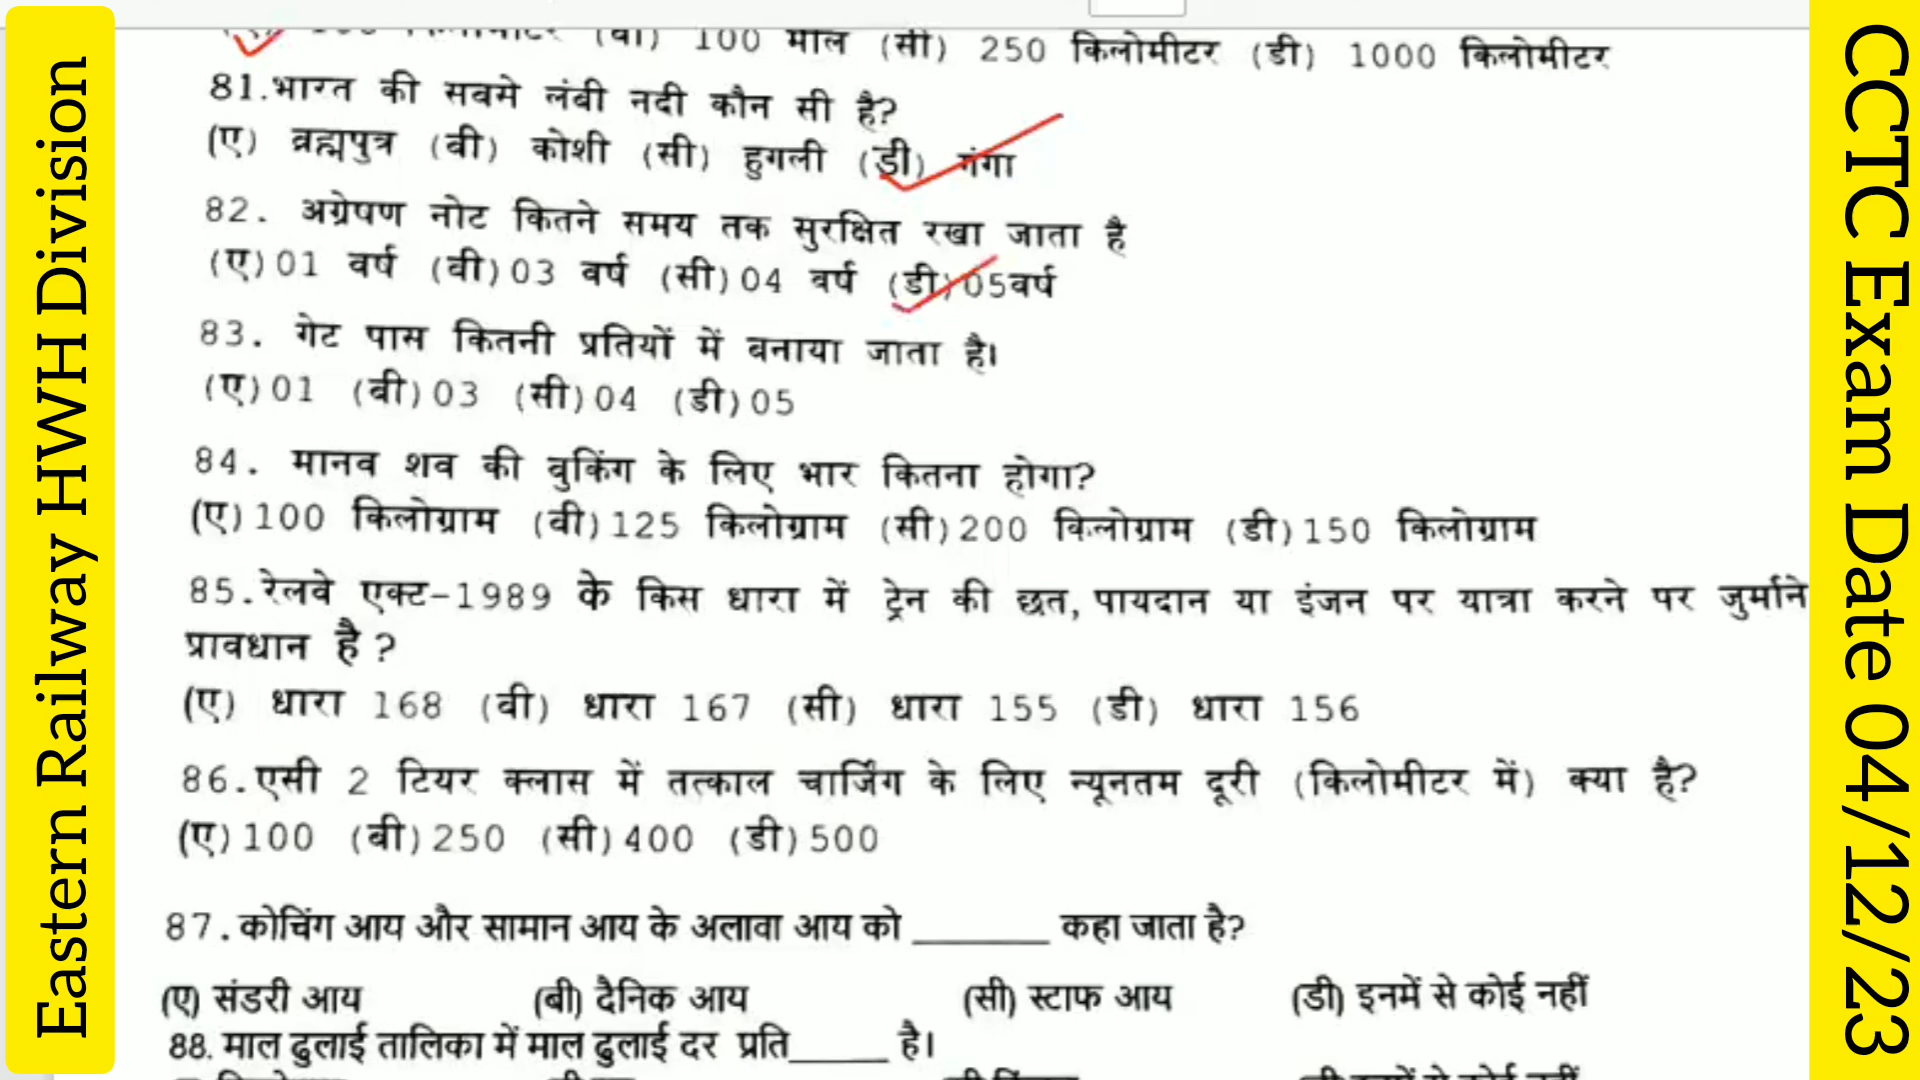 Eastern Railway HWH Division
(बी) 100 माल (सी) 250 किलोमीटर (डी) 1000 किलोमीटर
81.भारत की सबसे लंबी नदी कौन सी है?
(ए) ब्रह्मपुत्र (बी) कोशी (सी) हुगली (डी) गंगा
82. अग्रेषण नोट कितने समय तक सुरक्षित रखा जाता है
(ए)01 वर्ष (बी)03 वर्ष (सी)04 वर्ष (डी)05वर्ष
83. गेट पास कितनी प्रतियों में बनाया जाता है।
(ए)01 (बी)03 (सी)04 (डी)05
84. मानव शव की बुकिंग के लिए भार कितना होगा?
(ए)100 किलोग्राम (बी)125 किलोग्राम (सी)200 किलोग्राम (डी)150 किलोग्राम
85.रेलवे एक्ट-1989 के किस धारा में ट्रेन की छत,पायदान या इंजन पर यात्रा करने पर जुर्माने
प्रावधान है ?
(ए) धारा 168 (बी) धारा 167 (सी) धारा 155 (डी) धारा 156
86.एसी 2 टियर क्लास में तत्काल चार्जिंग के लिए न्यूनतम दूरी (किलोमीटर में) क्या है?
(ए)100 (बी)250 (सी)400 (डी)500
87.कोचिंग आय और सामान आय के अलावा आय को _______ कहा जाता है?
(ए) संडरी आय (बी) दैनिक आय (सी) स्टाफ आय (डी) इनमें से कोई नहीं
88. माल ढुलाई तालिका में माल ढुलाई दर प्रति_____ है।
CCTC Exam Date 04/12/23